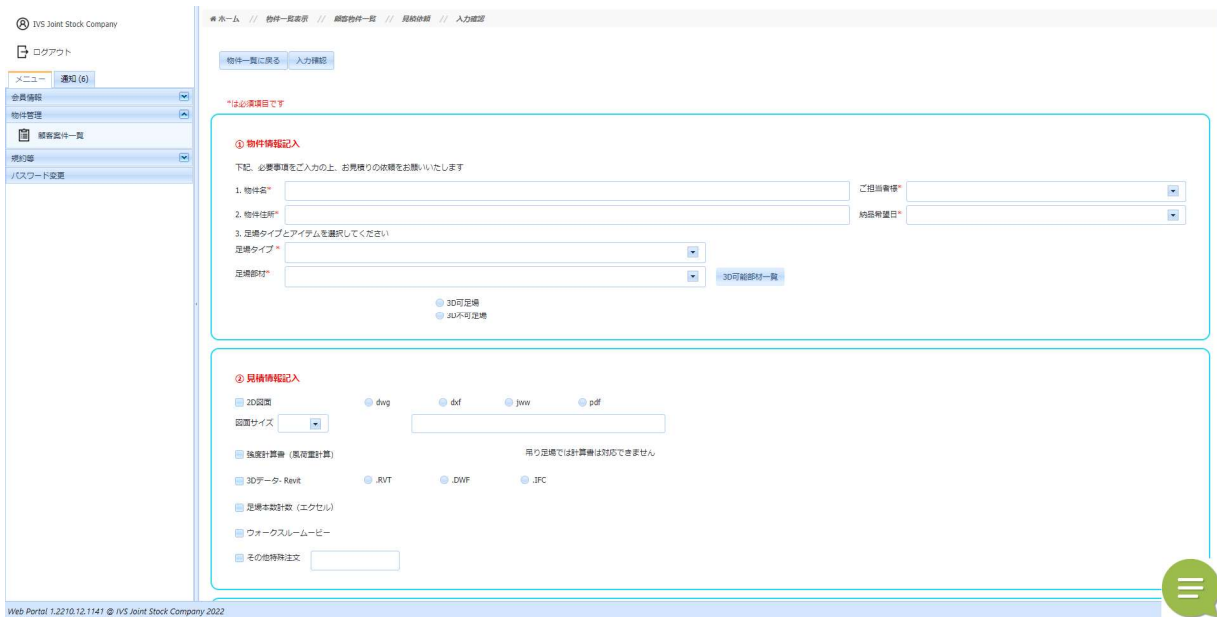 IVS Joint Stock Company
ログアウト
メニュー
通知 (6)
会員情報
物件管理
顧客案件一覧
規約等
パスワード変更
ホーム // 物件一覧表示 // 顧客物件一覧 // 見積依頼 // 入力確認
物件一覧に戻る 入力確認
*は必須項目です
① 物件情報記入
下記、必要事項をご入力の上、お見積りの依頼をお願いいたします
1. 物件名* ご担当者様*
2. 物件住所* 納品希望日*
3. 足場タイプとアイテムを選択してください
足場タイプ *
足場部材* 3D可能部材一覧
3D可足場
3D不可足場
② 見積情報記入
2D図面 dwg dxf jww pdf
図面サイズ
強度計算書 (風荷重計算) 吊り足場では計算書は対応できません
3Dデータ- Revit .RVT .DWF .IFC
足場本数計数 (エクセル)
ウォークスルームービー
その他特殊注文
Web Portal 1.2210.12.1141 @ IVS Joint Stock Company 2022